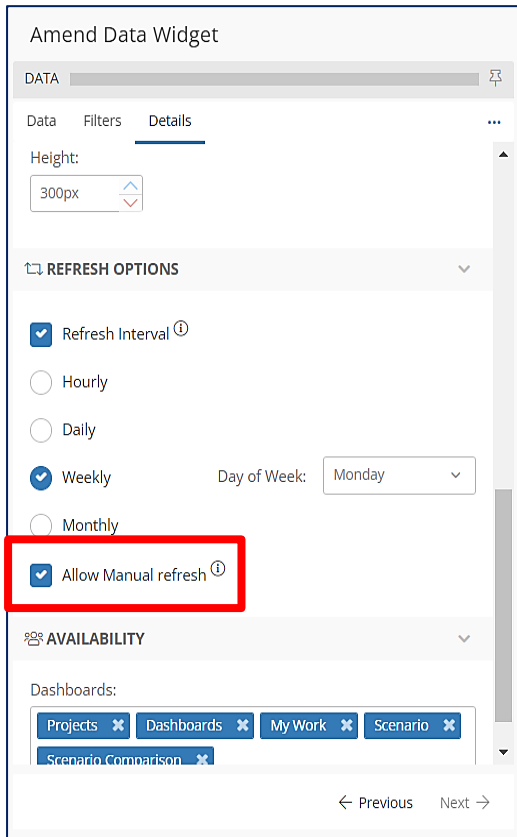 Amend Data Widget
DATA
Data Filters Details
Height:
300px
REFRESH OPTIONS
Refresh Interval
Hourly
Daily
Weekly Day of Week: Monday
Monthly
Allow Manual refresh
AVAILABILITY
Dashboards:
Projects Dashboards My Work Scenario
Scenario Comparison
Previous Next